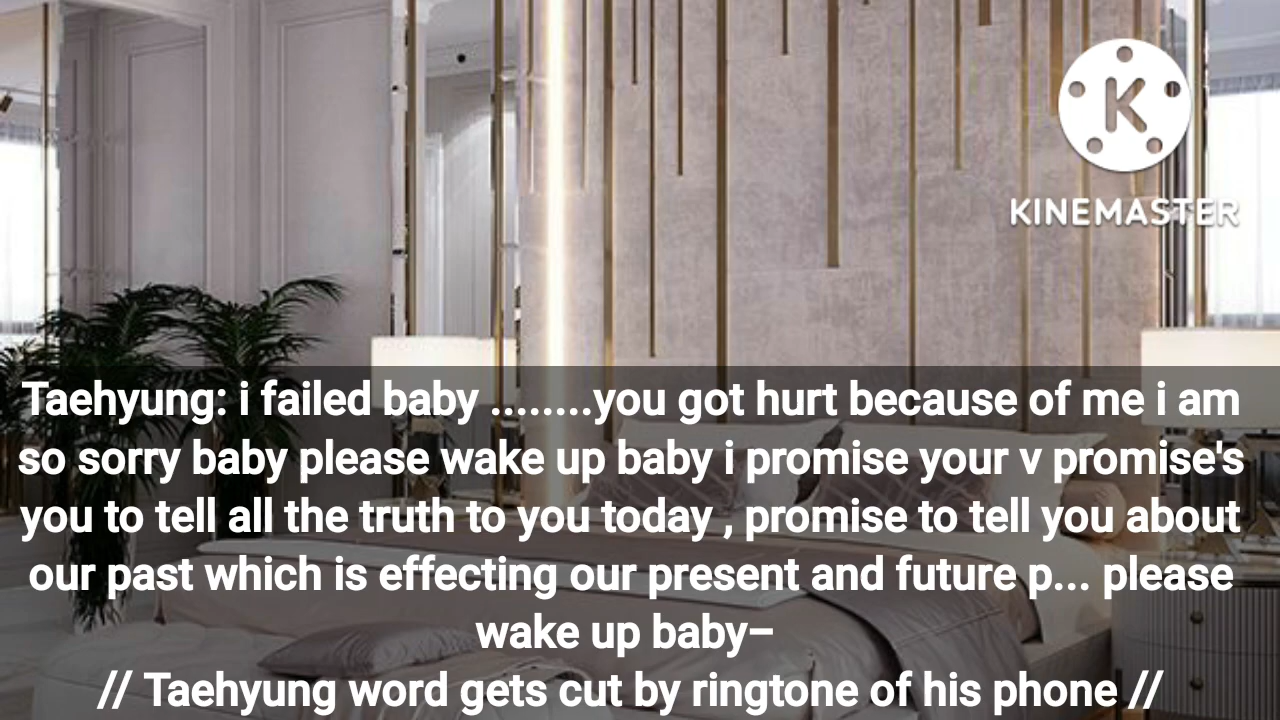 K
KINEMASTER
Taehyung: i failed baby ........you got hurt because of me i am
so sorry baby please wake up baby i promise your v promise's
you to tell all the truth to you today , promise to tell you about
our past which is effecting our present and future p... please
wake up baby–
// Taehyung word gets cut by ringtone of his phone //